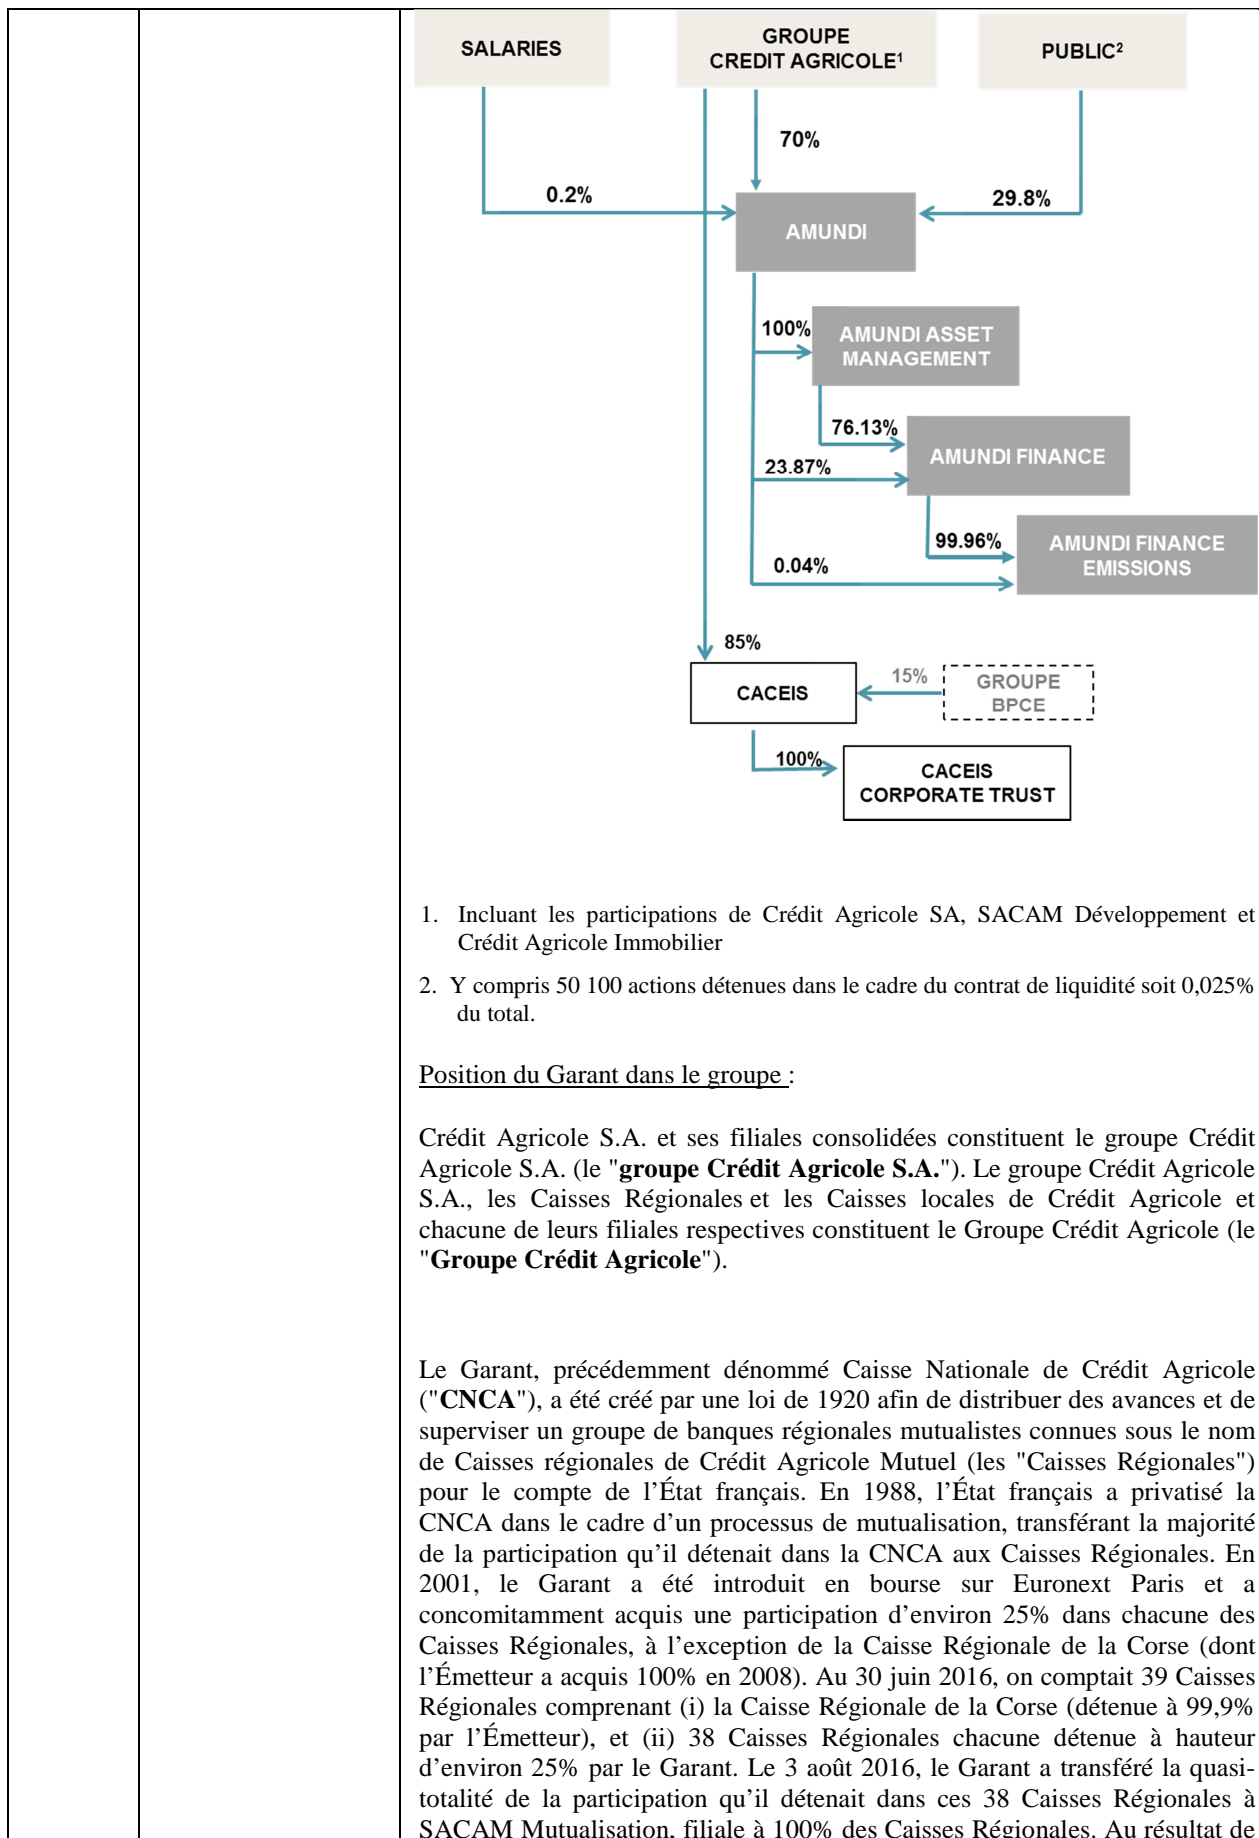 SALARIES
GROUPE
CREDIT AGRICOLE¹
PUBLIC²
70%
0.2%
29.8%
AMUNDI
100%
AMUNDI ASSET
MANAGEMENT
76.13%
AMUNDI FINANCE
23.87%
99.96%
AMUNDI FINANCE
EMISSIONS
0.04%
85%
CACEIS
15%
GROUPE
BPCE
100%
CACEIS
CORPORATE TRUST
1. Incluant les participations de Crédit Agricole SA, SACAM Développement et
Crédit Agricole Immobilier
2. Y compris 50 100 actions détenues dans le cadre du contrat de liquidité soit 0,025%
du total.
Position du Garant dans le groupe :
Crédit Agricole S.A. et ses filiales consolidées constituent le groupe Crédit
Agricole S.A. (le "groupe Crédit Agricole S.A."). Le groupe Crédit Agricole
S.A., les Caisses Régionales et les Caisses locales de Crédit Agricole et
chacune de leurs filiales respectives constituent le Groupe Crédit Agricole (le
"Groupe Crédit Agricole").
Le Garant, précédemment dénommé Caisse Nationale de Crédit Agricole
("CNCA"), a été créé par une loi de 1920 afin de distribuer des avances et de
superviser un groupe de banques régionales mutualistes connues sous le nom
de Caisses régionales de Crédit Agricole Mutuel (les "Caisses Régionales")
pour le compte de l’État français. En 1988, l’État français a privatisé la
CNCA dans le cadre d’un processus de mutualisation, transférant la majorité
de la participation qu’il détenait dans la CNCA aux Caisses Régionales. En
2001, le Garant a été introduit en bourse sur Euronext Paris et a
concomitamment acquis une participation d’environ 25% dans chacune des
Caisses Régionales, à l’exception de la Caisse Régionale de la Corse (dont
l’Émetteur a acquis 100% en 2008). Au 30 juin 2016, on comptait 39 Caisses
Régionales comprenant (i) la Caisse Régionale de la Corse (détenue à 99,9%
par l’Émetteur), et (ii) 38 Caisses Régionales chacune détenue à hauteur
d’environ 25% par le Garant. Le 3 août 2016, le Garant a transféré la quasi-
totalité de la participation qu’il détenait dans ces 38 Caisses Régionales à
SACAM Mutualisation, filiale à 100% des Caisses Régionales. Au résultat de